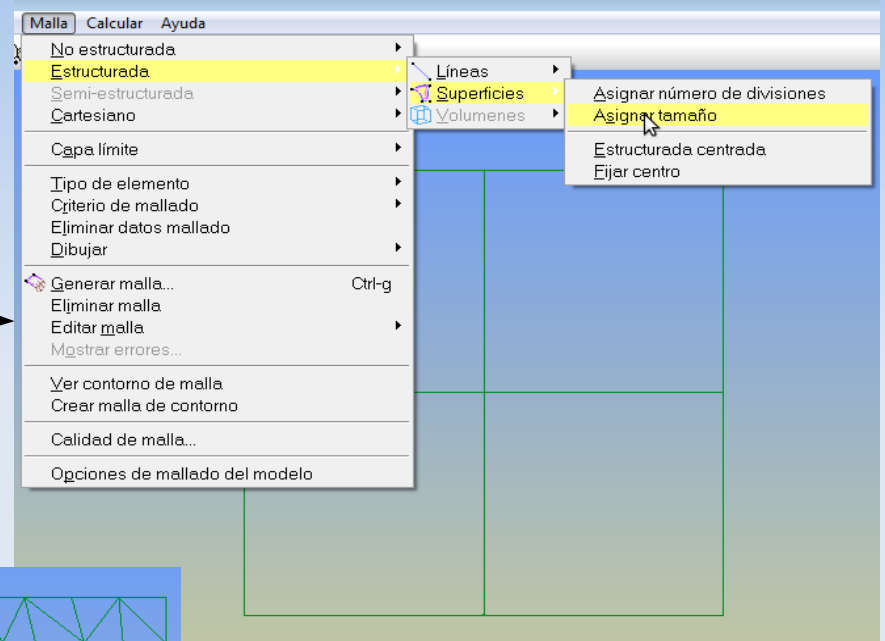 Malla Calcular Ayuda
No estructurada
Estructurada
Semi-estructurada
Cartesiano
Capa límite
Tipo de elemento
Criterio de mallado
Eliminar datos mallado
Dibujar
Generar malla... Ctrl-g
Eliminar malla
Editar malla
Mostrar errores...
Ver contorno de malla
Crear malla de contorno
Calidad de malla...
Opciones de mallado del modelo
Líneas
Superficies
Volumenes
Asignar número de divisiones
Asignar tamaño
Estructurada centrada
Fijar centro